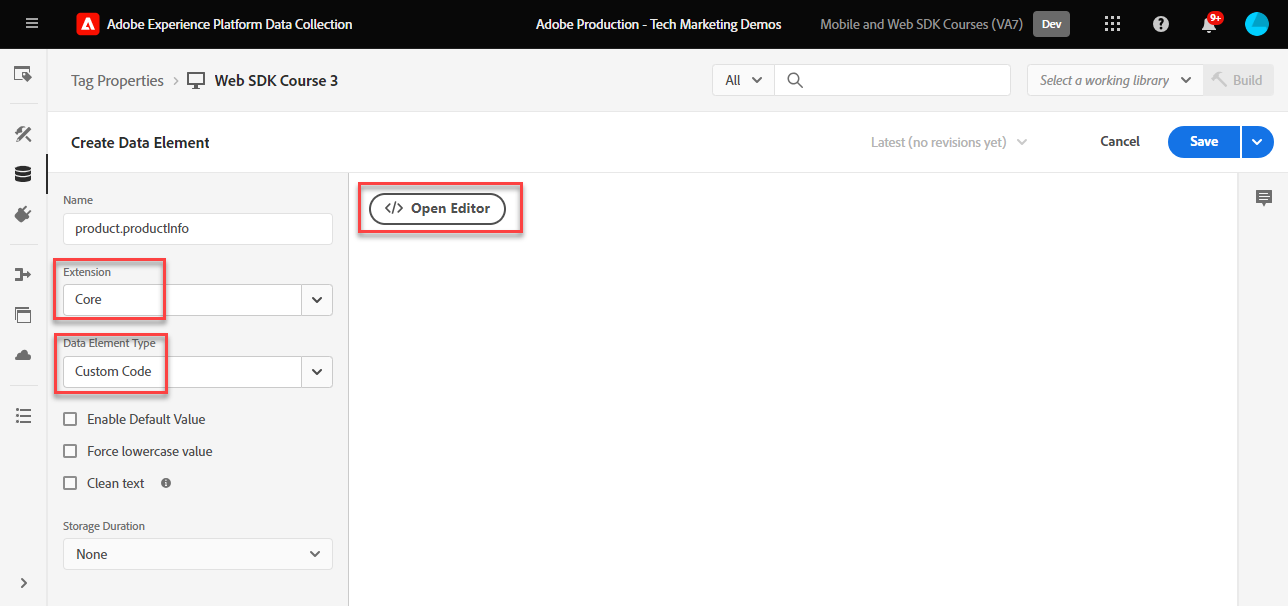 Adobe Experience Platform Data Collection
Adobe Production - Tech Marketing Demos
Mobile and Web SDK Courses (VA7)
Dev
9+
Tag Properties
Web SDK Course 3
All
Select a working library
Build
Create Data Element
Latest (no revisions yet)
Cancel
Save
Name
product.productInfo
Extension
Core
Data Element Type
Custom Code
Enable Default Value
Force lowercase value
Clean text
Storage Duration
None
</> Open Editor